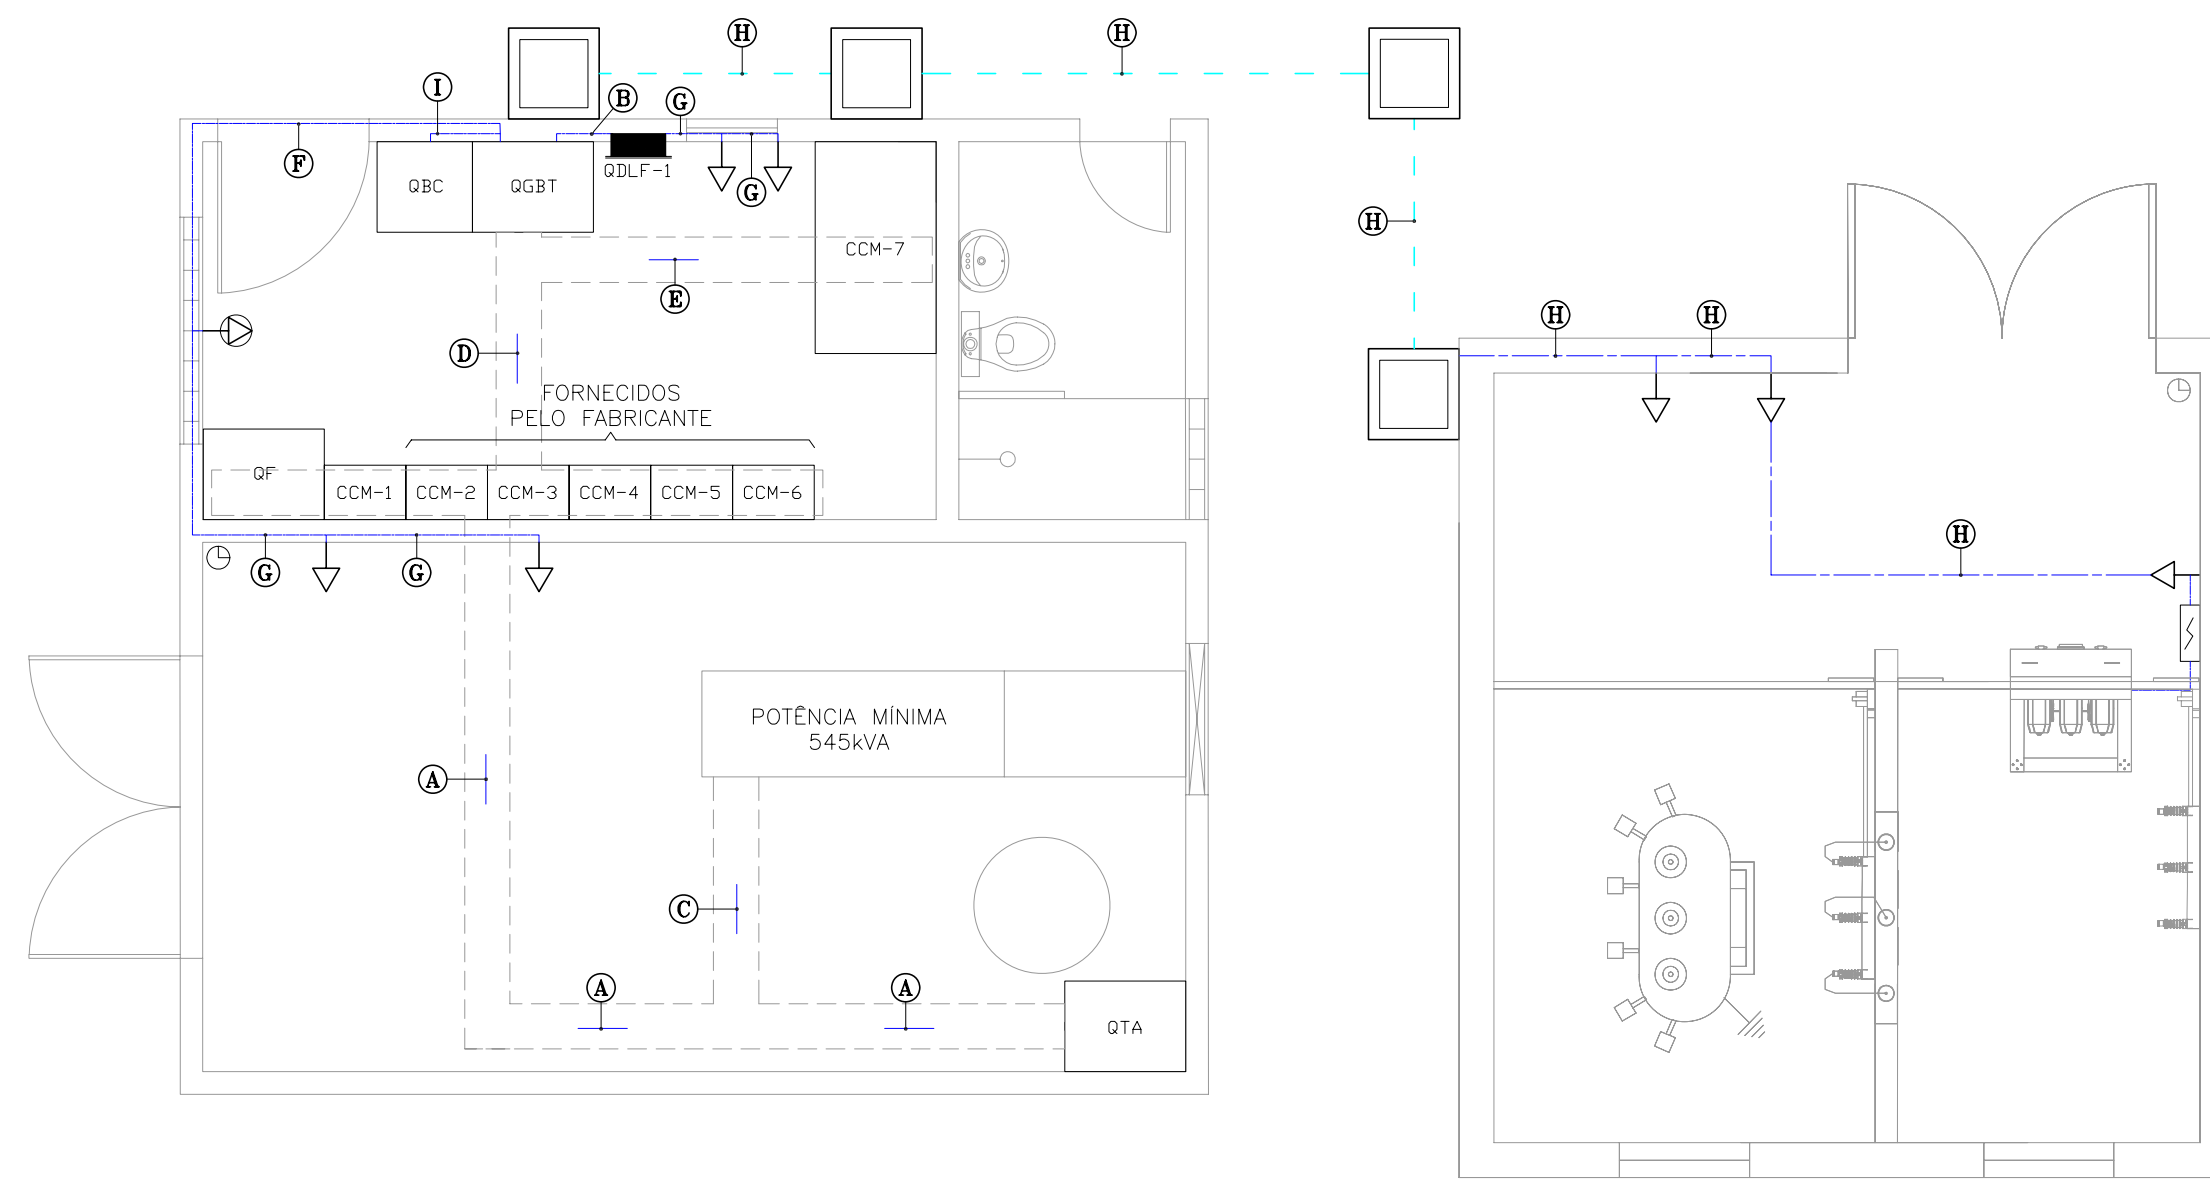 H
H
I
B
G
F
QBC
QGBT
QDLF-1
G
H
CCM-7
E
H
H
D
FORNECIDOS
PELO FABRICANTE
QF
CCM-1
CCM-2
CCM-3
CCM-4
CCM-5
CCM-6
H
G
G
POTÊNCIA MÍNIMA
545kVA
A
C
A
A
QTA